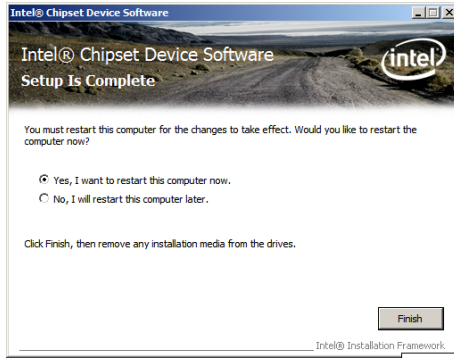 Intel® Chipset Device Software
Intel® Chipset Device Software
Setup Is Complete
intel
You must restart this computer for the changes to take effect. Would you like to restart the
computer now?
Yes, I want to restart this computer now.
No, I will restart this computer later.
Click Finish, then remove any installation media from the drives.
Finish
Intel® Installation Framework